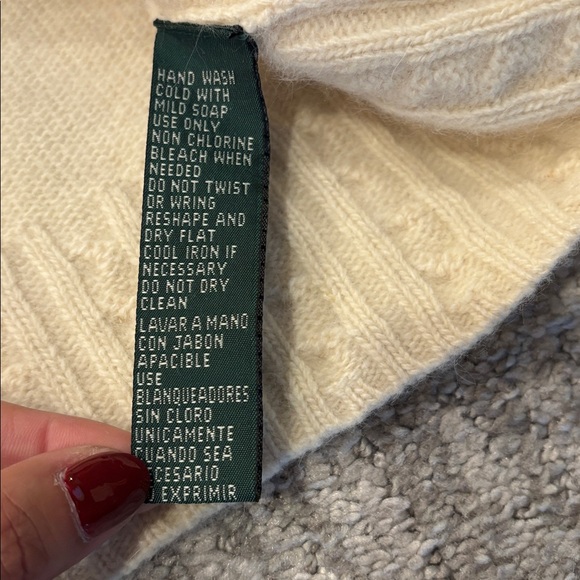 HAND WASH
COLD WITH
MILD SOAP
USE ONLY
NON CHLORINE
BLEACH WHEN
NEEDED
DO NOT TWIST
OR WRING
RESHAPE AND
DRY FLAT
COOL IRON IF
NECESSARY
DO NOT DRY
CLEAN
LAVAR A MANO
CON JABON
APACIBLE
USE
BLANQUEADORES
SIN CLORO
UNICAMENTE
CUANDO SEA
CESARIO
O EXPRIMIR